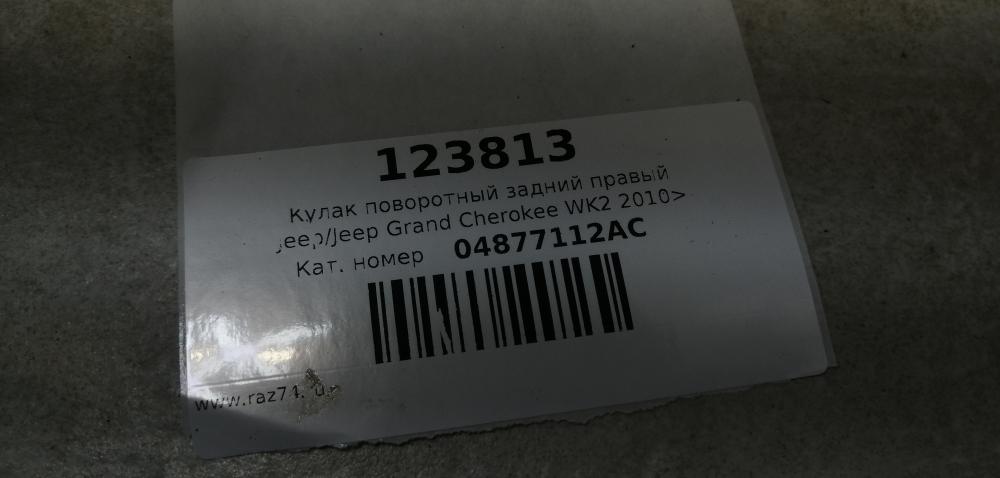 123813
Кулак поворотный задний правый
Jeep/Jeep Grand Cherokee WK2 2010>
Кат. номер 04877112AC